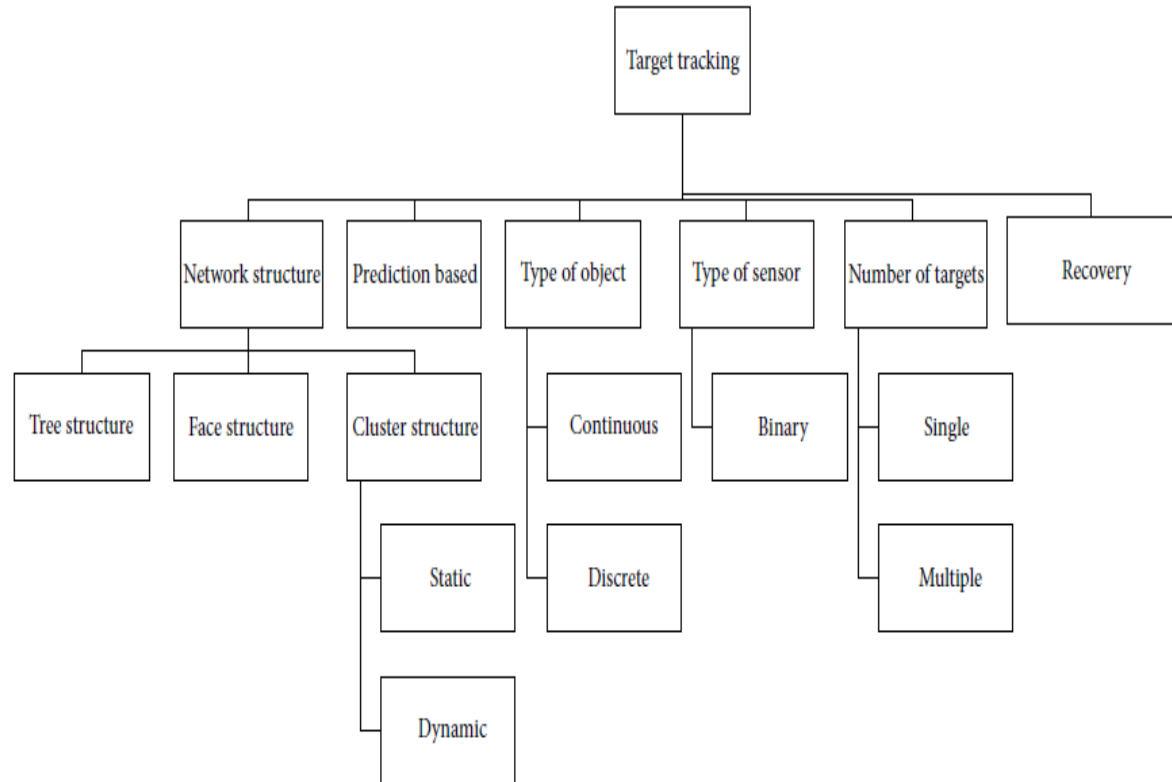 Target tracking
Network structure
Prediction based
Type of object
Type of sensor
Number of targets
Recovery
Tree structure
Face structure
Cluster structure
Continuous
Binary
Single
Static
Discrete
Multiple
Dynamic